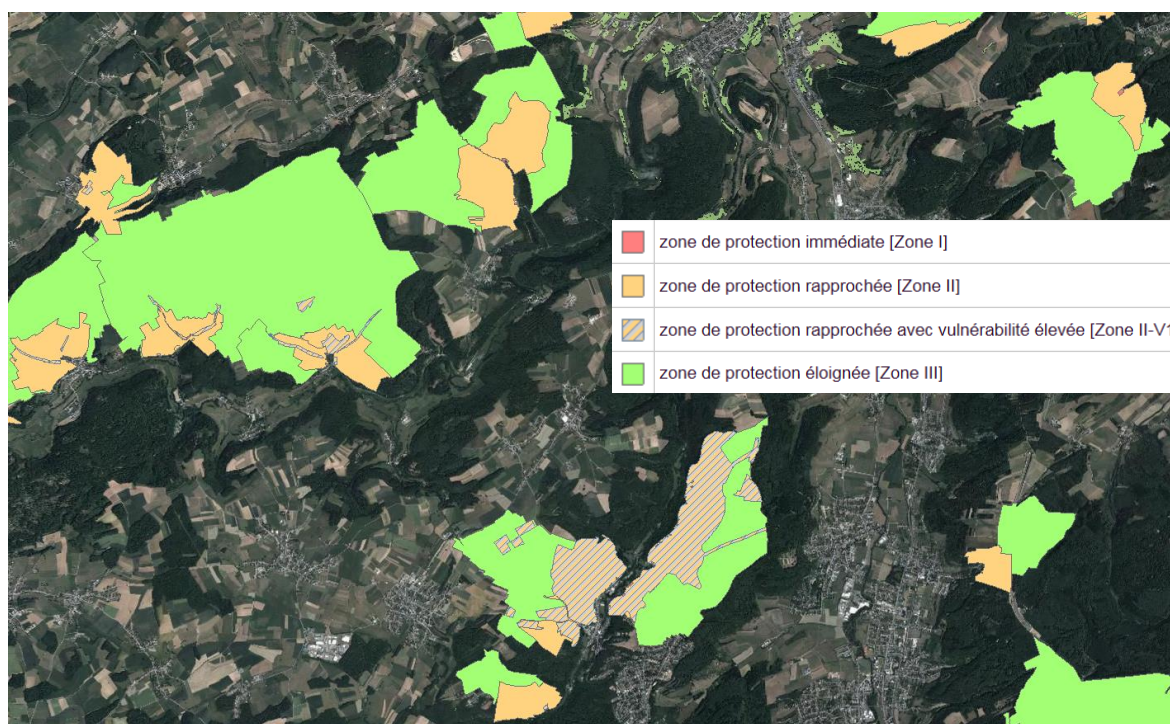 zone de protection immédiate [Zone I]
zone de protection rapprochée [Zone II]
zone de protection rapprochée avec vulnérabilité élevée [Zone II-V1
zone de protection éloignée [Zone III]